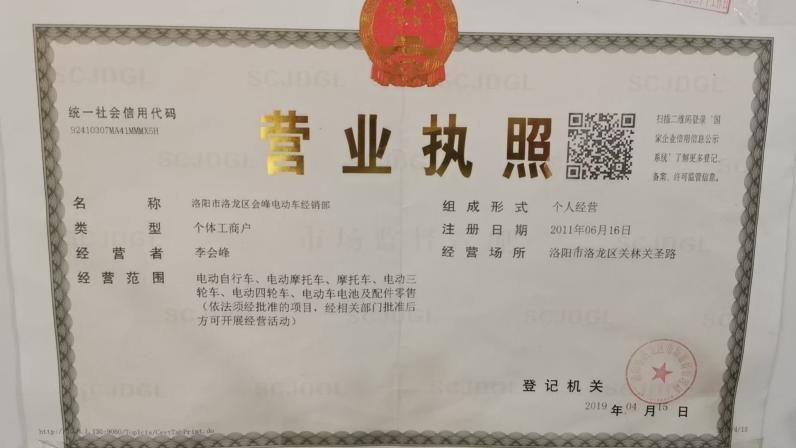 统一社会信用代码
92410307MA41MMMX5H
营业执照
扫描二维码登录‘国
家企业信用信息公示
系统’了解更多登记、
备案、许可监管信息。
名 称 洛阳市洛龙区会峰电动车经销部
类 型 个体工商户
经 营 者 李会峰
经 营 范 围 电动自行车、电动摩托车、摩托车、电动三
轮车、电动四轮车、电动车电池及配件零售
（依法须经批准的项目，经相关部门批准后
方可开展经营活动）
组 成 形 式 个人经营
注 册 日 期 2011年06月16日
经 营 场 所 洛阳市洛龙区关林关圣路
SCJDGL
市场监督
登 记 机 关
2019 年 04 月 15 日